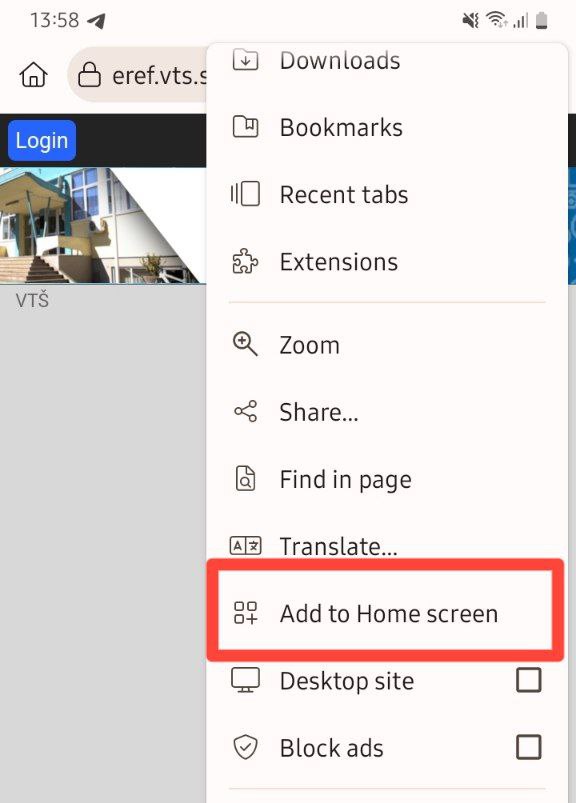 13:58
eref.vts.s
Downloads
Login
Bookmarks
Recent tabs
Extensions
VTŠ
Zoom
Share...
Find in page
Translate...
Add to Home screen
Desktop site
Block ads